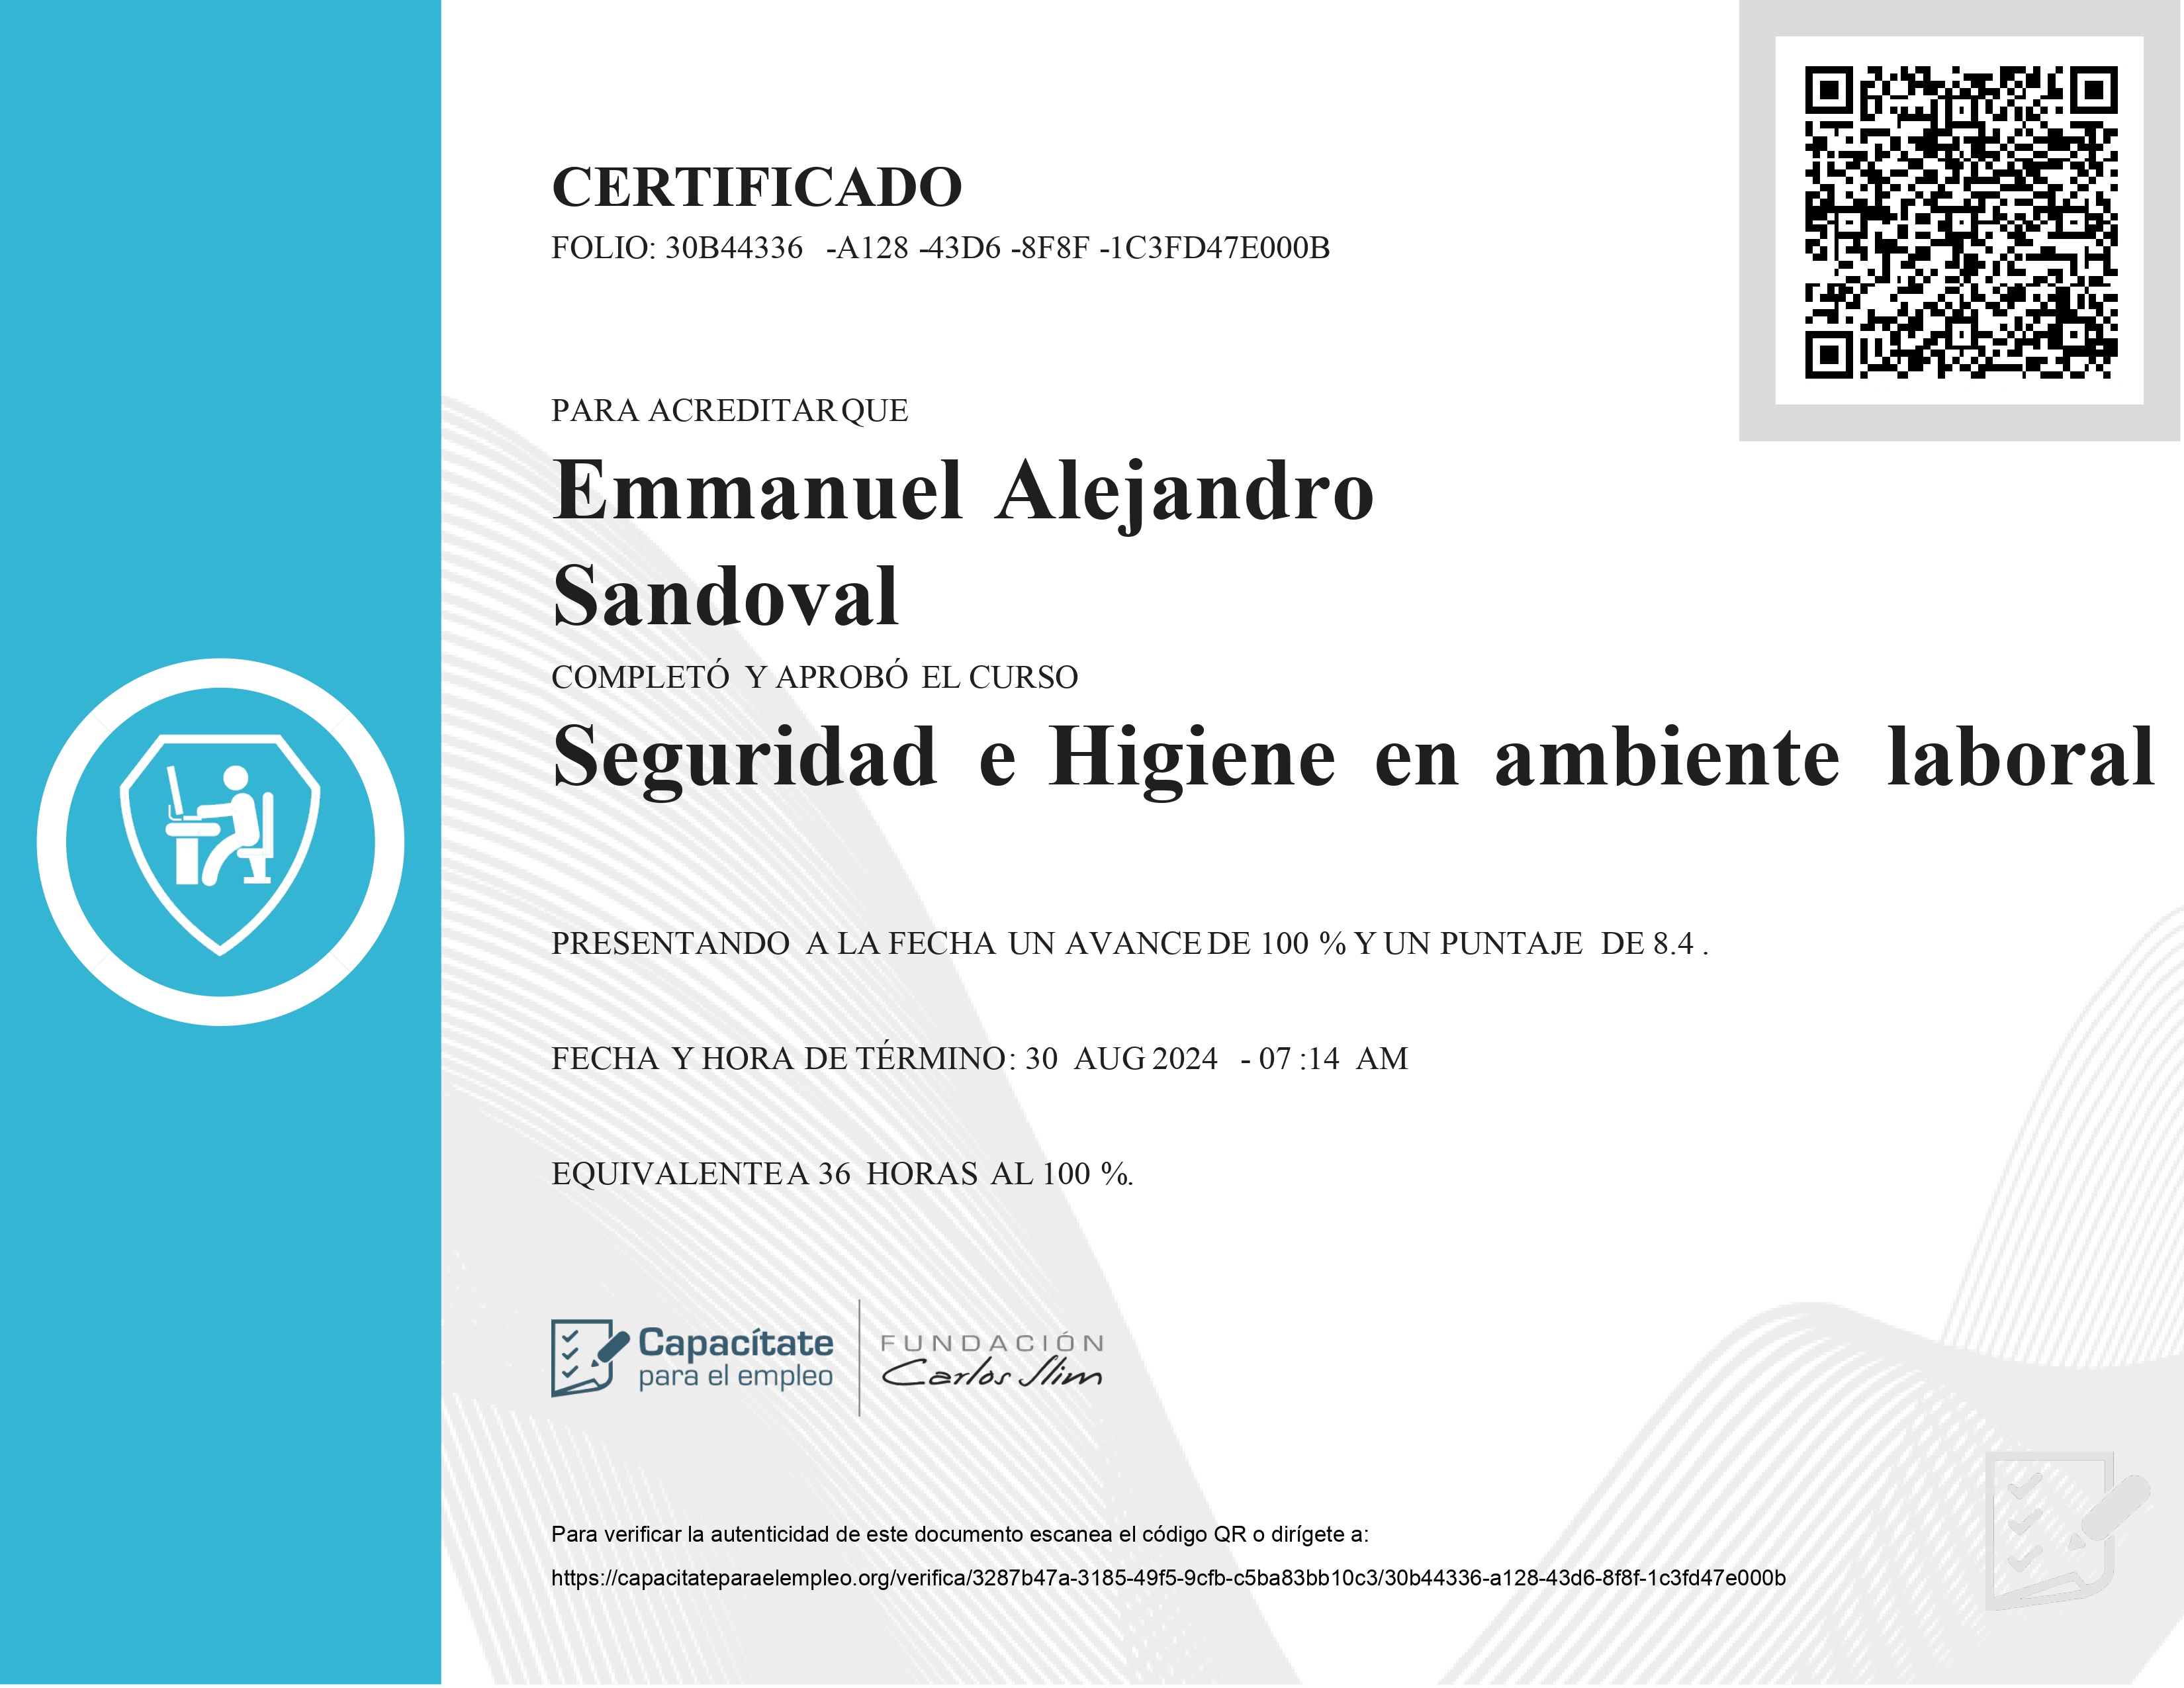 CERTIFICADO
FOLIO: 30B44336 -A128 -43D6 -8F8F -1C3FD47E000B
PARA ACREDITAR QUE
Emmanuel Alejandro
Sandoval
COMPLETÓ Y APROBÓ EL CURSO
Seguridad e Higiene en ambiente laboral
PRESENTANDO A LA FECHA UN AVANCE DE 100 % Y UN PUNTAJE DE 8.4 .
FECHA Y HORA DE TÉRMINO: 30 AUG 2024 - 07 :14 AM
EQUIVALENTE A 36 HORAS AL 100 %.
Capacítate
para el empleo
FUNDACIÓN
Carlos Slim
Para verificar la autenticidad de este documento escanea el código QR o dirígete a:
https://capacitateparaelempleo.org/verifica/3287b47a-3185-49f5-9cfb-c5ba83bb10c3/30b44336-a128-43d6-8f8f-1c3fd47e000b